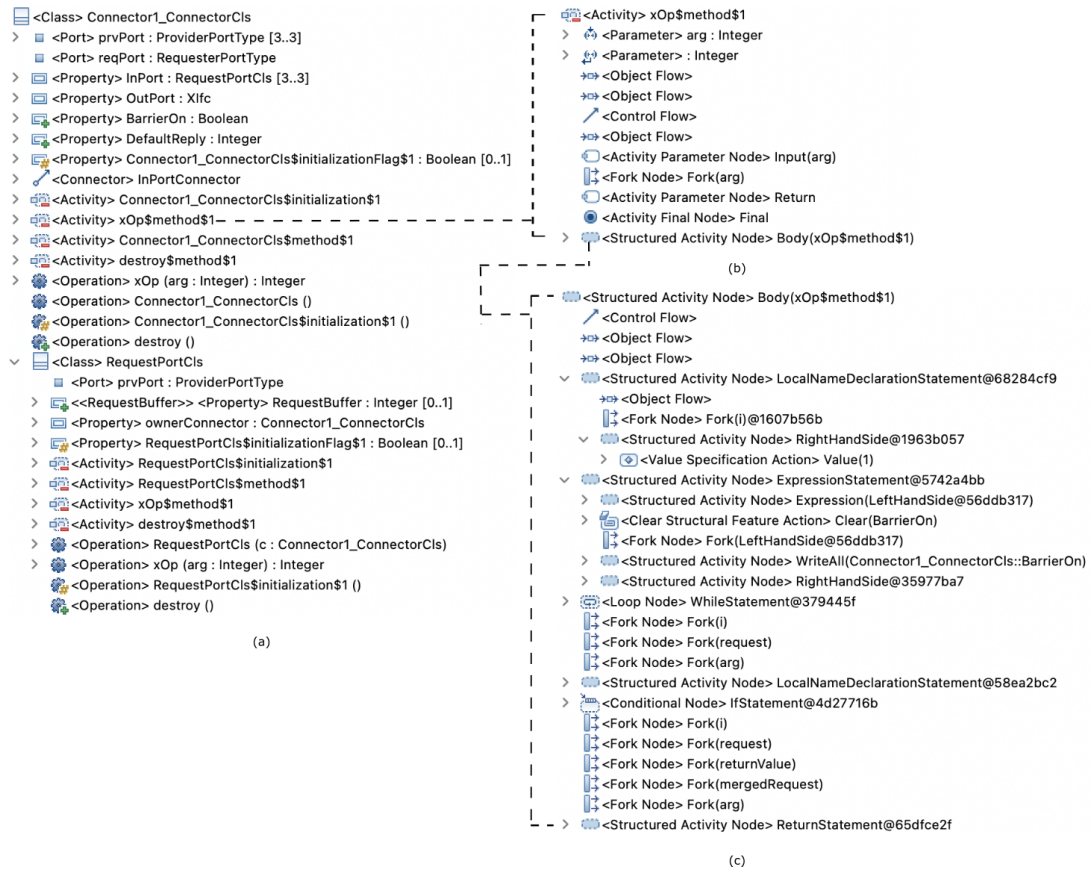 <Class> Connector1_ConnectorCls
<Port> prvPort : ProviderPortType [3..3]
<Port> reqPort : RequesterPortType
<Property> InPort : RequestPortCls [3..3]
<Property> OutPort : XIfc
<Property> BarrierOn : Boolean
<Property> DefaultReply : Integer
<Property> Connector1_ConnectorCls$initializationFlag$1 : Boolean [0..1]
<Connector> InPortConnector
<Activity> Connector1_ConnectorCls$initialization$1
<Activity> xOp$method$1
<Activity> Connector1_ConnectorCls$method$1
<Activity> destroy$method$1
<Operation> xOp (arg : Integer) : Integer
<Operation> Connector1_ConnectorCls ()
<Operation> Connector1_ConnectorCls$initialization$1 ()
<Operation> destroy ()
<Class> RequestPortCls
<Port> prvPort : ProviderPortType
<<RequestBuffer>> <Property> RequestBuffer : Integer [0..1]
<Property> ownerConnector : Connector1_ConnectorCls
<Property> RequestPortCls$initializationFlag$1 : Boolean [0..1]
<Activity> RequestPortCls$initialization$1
<Activity> RequestPortCls$method$1
<Activity> xOp$method$1
<Activity> destroy$method$1
<Operation> RequestPortCls (c : Connector1_ConnectorCls)
<Operation> xOp (arg : Integer) : Integer
<Operation> RequestPortCls$initialization$1 ()
<Operation> destroy ()
(a)
<Activity> xOp$method$1
<Parameter> arg : Integer
<Parameter> : Integer
<Object Flow>
<Object Flow>
<Control Flow>
<Object Flow>
<Activity Parameter Node> Input(arg)
<Fork Node> Fork(arg)
<Activity Parameter Node> Return
<Activity Final Node> Final
<Structured Activity Node> Body(xOp$method$1)
(b)
<Structured Activity Node> Body(xOp$method$1)
<Control Flow>
<Object Flow>
<Object Flow>
<Structured Activity Node> LocalNameDeclarationStatement@68284cf9
<Object Flow>
<Fork Node> Fork(i)@1607b56b
<Structured Activity Node> RightHandSide@1963b057
<Value Specification Action> Value(1)
<Structured Activity Node> ExpressionStatement@5742a4bb
<Structured Activity Node> Expression(LeftHandSide@56ddb317)
<Clear Structural Feature Action> Clear(BarrierOn)
<Fork Node> Fork(LeftHandSide@56ddb317)
<Structured Activity Node> WriteAll(Connector1_ConnectorCls::BarrierOn)
<Structured Activity Node> RightHandSide@35977ba7
<Loop Node> WhileStatement@379445f
<Fork Node> Fork(i)
<Fork Node> Fork(request)
<Fork Node> Fork(arg)
<Structured Activity Node> LocalNameDeclarationStatement@58ea2bc2
<Conditional Node> IfStatement@4d27716b
<Fork Node> Fork(i)
<Fork Node> Fork(request)
<Fork Node> Fork(returnValue)
<Fork Node> Fork(mergedRequest)
<Fork Node> Fork(arg)
<Structured Activity Node> ReturnStatement@65dfce2f
(c)